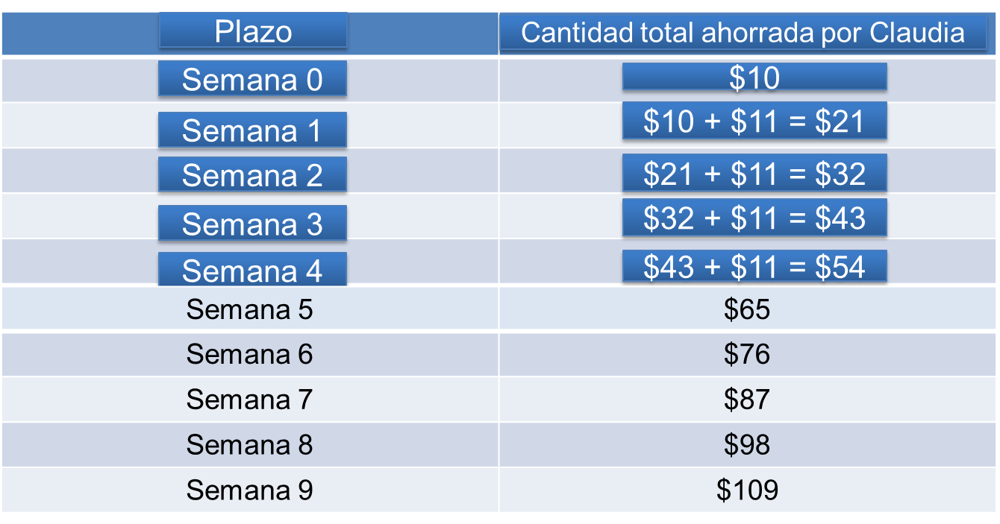 Plazo Cantidad total ahorrada por Claudia
Semana 0 $10
Semana 1 $10 + $11 = $21
Semana 2 $21 + $11 = $32
Semana 3 $32 + $11 = $43
Semana 4 $43 + $11 = $54
Semana 5 $65
Semana 6 $76
Semana 7 $87
Semana 8 $98
Semana 9 $109